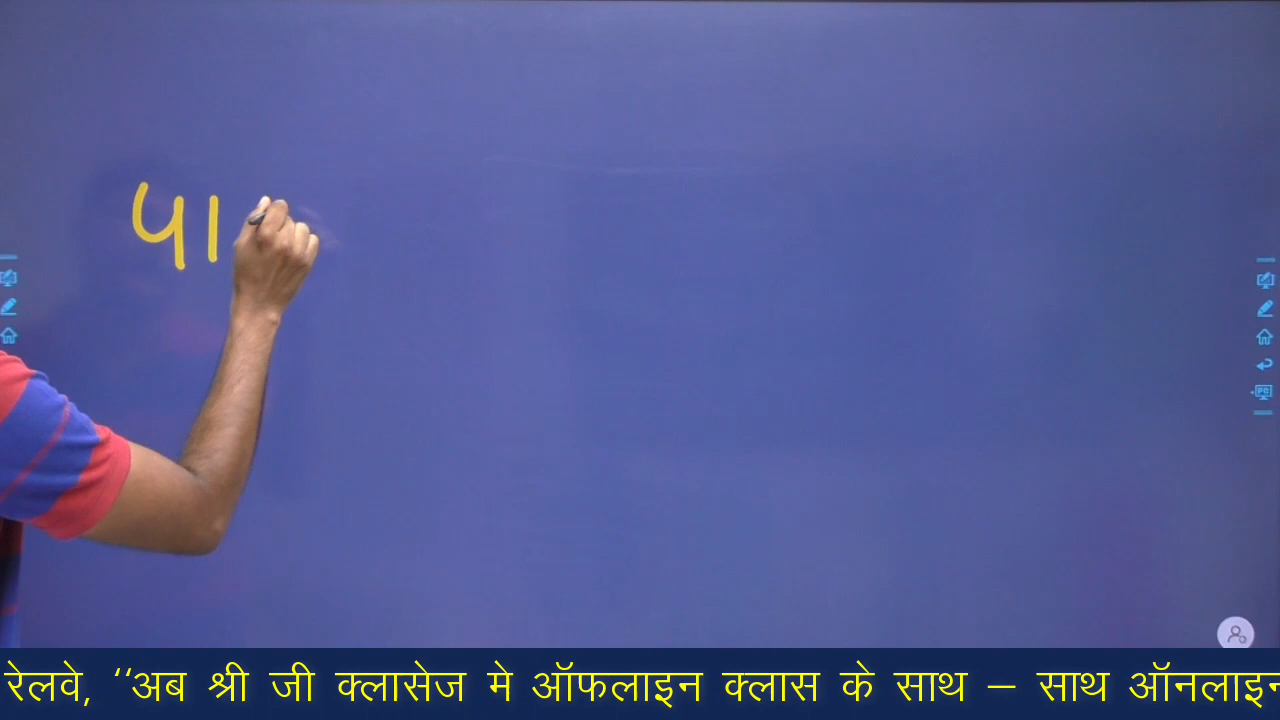 पा
रेलवे, ‘‘अब श्री जी क्लासेज मे ऑफलाइन क्लास के साथ – साथ ऑनलाइन